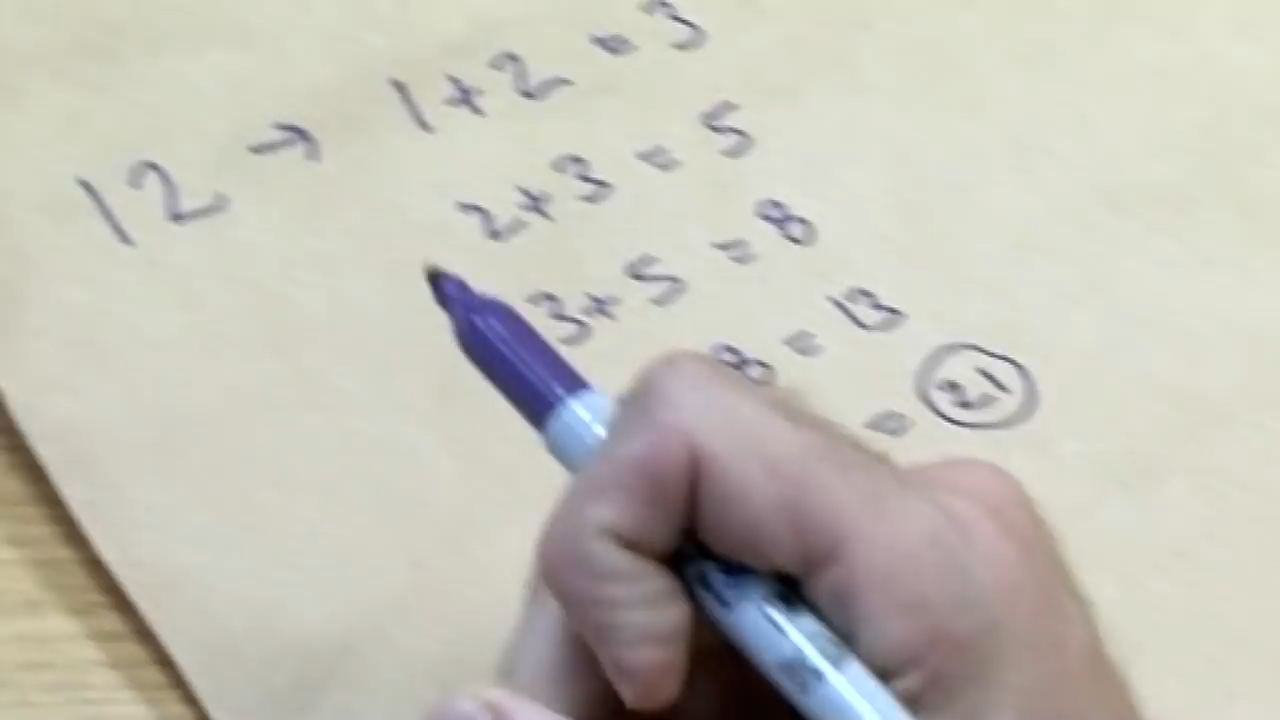 12 → 1+2 = 3
2+3 = 5
3+5 = 8
8 = 13
= 21